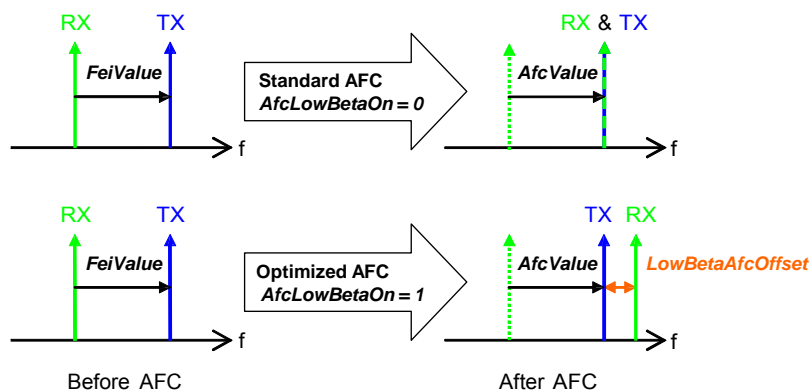 RX TX
FeiValue
f
Standard AFC
AfcLowBetaOn = 0
RX & TX
AfcValue
f
RX TX
FeiValue
f
Optimized AFC
AfcLowBetaOn = 1
TX RX
AfcValue
LowBetaAfcOffset
f
Before AFC
After AFC